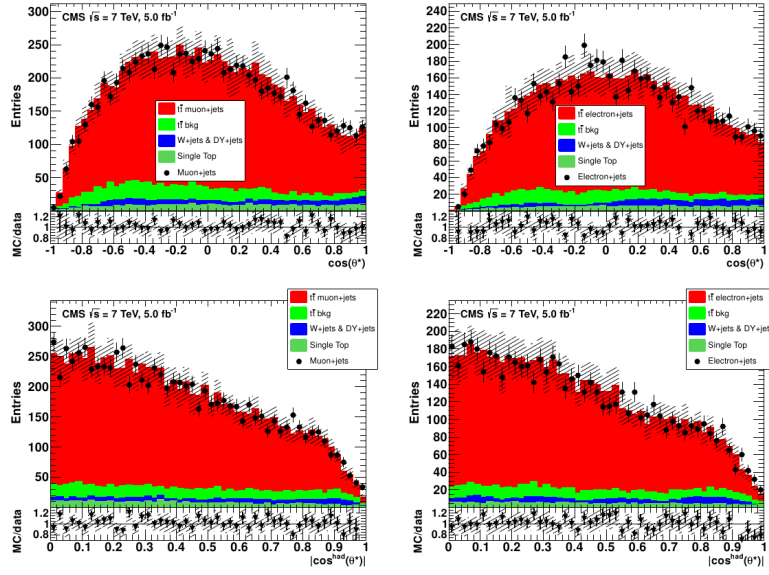 CMS √s = 7 TeV, 5.0 fb⁻¹
Entries
300
250
200
150
100
50
tt̄ muon+jets
tt̄ bkg
W+jets & DY+jets
Single Top
Muon+jets
MC/data
1.2
1
0.8
-1 -0.8 -0.6 -0.4 -0.2 0 0.2 0.4 0.6 0.8 1
cos(θ*)
CMS √s = 7 TeV, 5.0 fb⁻¹
Entries
240
220
200
180
160
140
120
100
80
60
40
20
tt̄ electron+jets
tt̄ bkg
W+jets & DY+jets
Single Top
Electron+jets
MC/data
1.2
1
0.8
-1 -0.8 -0.6 -0.4 -0.2 0 0.2 0.4 0.6 0.8 1
cos(θ*)
CMS √s = 7 TeV, 5.0 fb⁻¹
Entries
300
250
200
150
100
50
tt̄ muon+jets
tt̄ bkg
W+jets & DY+jets
Single Top
Muon+jets
MC/data
1.2
1
0.8
0 0.1 0.2 0.3 0.4 0.5 0.6 0.7 0.8 0.9 1
|cosʰᵃᵈ(θ*)|
CMS √s = 7 TeV, 5.0 fb⁻¹
Entries
220
200
180
160
140
120
100
80
60
40
20
tt̄ electron+jets
tt̄ bkg
W+jets & DY+jets
Single Top
Electron+jets
MC/data
1.2
1
0.8
0 0.1 0.2 0.3 0.4 0.5 0.6 0.7 0.8 0.9 1
|cosʰᵃᵈ(θ*)|